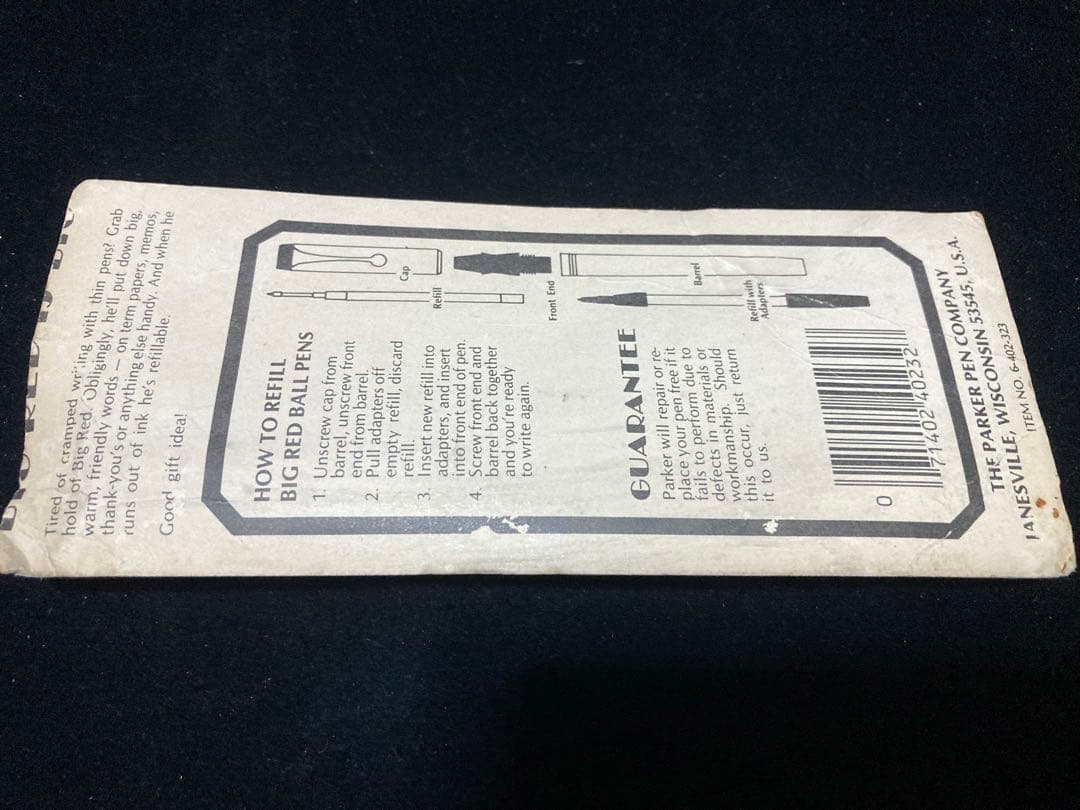 Tired of cramped writing with thin pens? Grab
hold of Big Red. Obligingly, he'll put down big,
warm, friendly words — on term papers, memos,
thank-you's or anything else handy. And when he
runs out of ink he's refillable.
Good gift idea!
HOW TO REFILL
BIG RED BALL PENS
1. Unscrew cap from
barrel, unscrew front
end from barrel.
2. Pull adapters off
empty refill, discard
refill.
3. Insert new refill into
adapters, and insert
into front end of pen.
4. Screw front end and
barrel back together
and you're ready
to write again.
Cap
Refill
Front End
Barrel
Refill with
Adapters
GUARANTEE
Parker will repair or re-
place your pen free if it
fails to perform due to
defects in materials or
workmanship. Should
this occur, just return
it to us.
0 71402 40232
THE PARKER PEN COMPANY
JANESVILLE, WISCONSIN 53545, U.S.A.
ITEM NO. 6-402-323